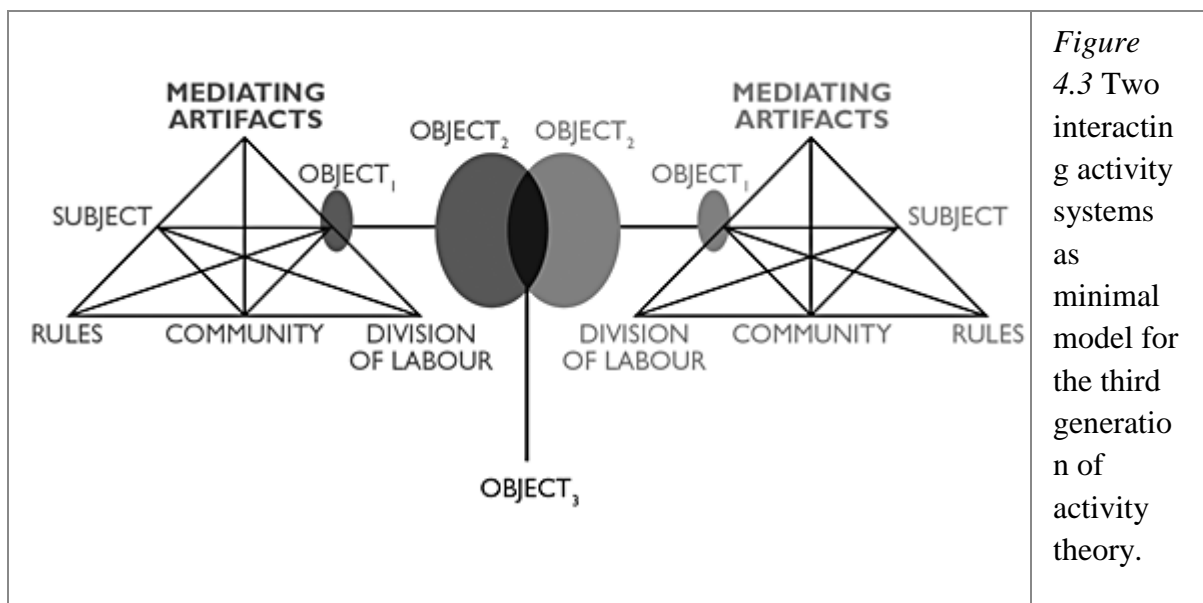 MEDIATING
ARTIFACTS
OBJECT₂
OBJECT₂
MEDIATING
ARTIFACTS
OBJECT₁
OBJECT₁
SUBJECT
SUBJECT
RULES
COMMUNITY
DIVISION
OF LABOUR
DIVISION
OF LABOUR
COMMUNITY
RULES
OBJECT₃
Figure
4.3 Two
interactin
g activity
systems
as
minimal
model for
the third
generatio
n of
activity
theory.